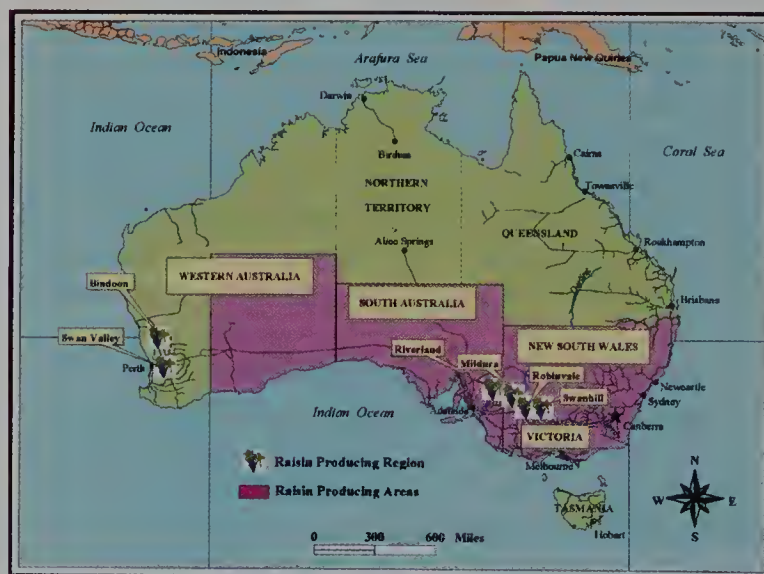 Indonesia
Arafura Sea
Papua New Guinea
Darwin
Indian Ocean
Birdum
Coral Sea
Cairns
NORTHERN
TERRITORY
Townsville
QUEENSLAND
Alice Springs
Rockhampton
WESTERN AUSTRALIA
Bindoon
SOUTH AUSTRALIA
Brisbane
Swan Valley
NEW SOUTH WALES
Riverland
Mildura
Perth
Robinvale
Swanhill
Newcastle
Sydney
Indian Ocean
Adelaide
Canberra
VICTORIA
Raisin Producing Region
Melbourne
Raisin Producing Areas
N
W E
S
TASMANIA
Hobart
0 300 600 Miles